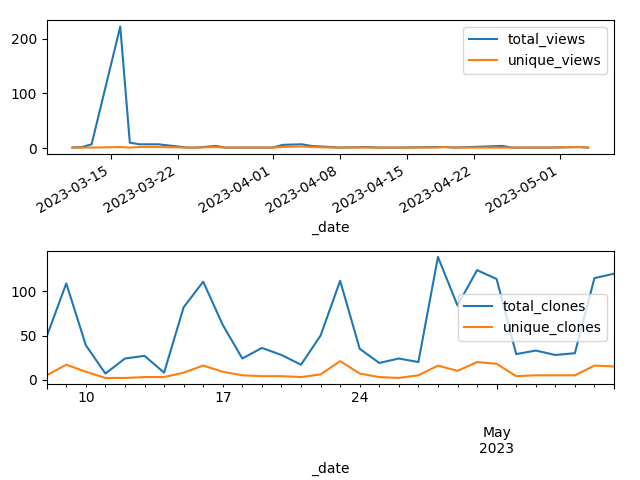 200
100
0
total_views
unique_views
2023-03-15
2023-03-22
2023-04-01
2023-04-08
2023-04-15
2023-04-22
2023-05-01
_date
100
50
0
total_clones
unique_clones
10
17
24
May
2023
_date